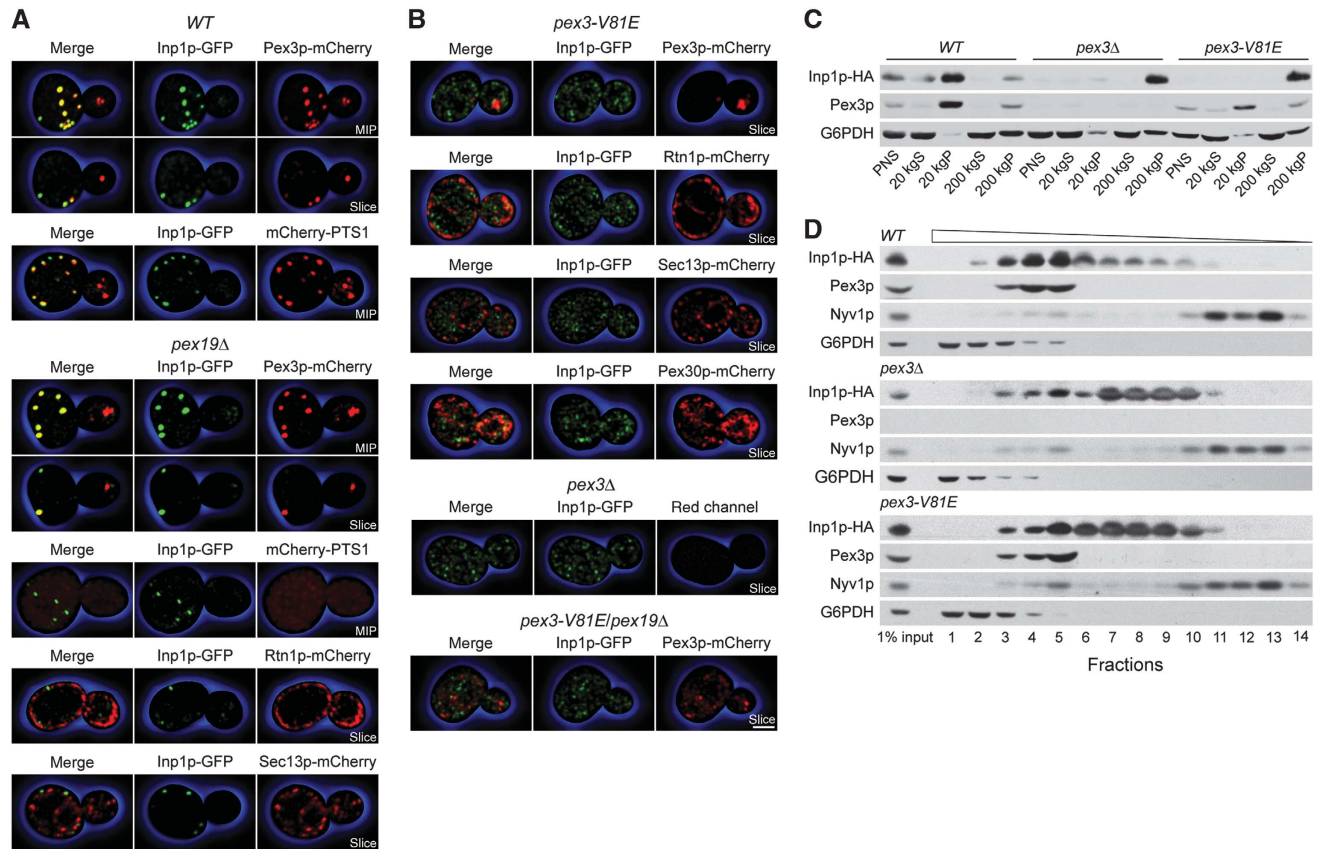 A
WT
Merge Inp1p-GFP Pex3p-mCherry
MIP
Slice
Merge Inp1p-GFP mCherry-PTS1
MIP
pex19Δ
Merge Inp1p-GFP Pex3p-mCherry
MIP
Slice
Merge Inp1p-GFP mCherry-PTS1
MIP
Merge Inp1p-GFP Rtn1p-mCherry
Slice
Merge Inp1p-GFP Sec13p-mCherry
Slice
B
pex3-V81E
Merge Inp1p-GFP Pex3p-mCherry
Slice
Merge Inp1p-GFP Rtn1p-mCherry
Slice
Merge Inp1p-GFP Sec13p-mCherry
Slice
Merge Inp1p-GFP Pex30p-mCherry
Slice
pex3Δ
Merge Inp1p-GFP Red channel
Slice
pex3-V81E/pex19Δ
Merge Inp1p-GFP Pex3p-mCherry
Slice
C
WT pex3Δ pex3-V81E
Inp1p-HA
Pex3p
G6PDH
PNS 20 kgS 20 kgP 200 kgS 200 kgP PNS 20 kgS 20 kgP 200 kgS 200 kgP PNS 20 kgS 20 kgP 200 kgS 200 kgP
D
WT
Inp1p-HA
Pex3p
Nyv1p
G6PDH
pex3Δ
Inp1p-HA
Pex3p
Nyv1p
G6PDH
pex3-V81E
Inp1p-HA
Pex3p
Nyv1p
G6PDH
1% input 1 2 3 4 5 6 7 8 9 10 11 12 13 14
Fractions